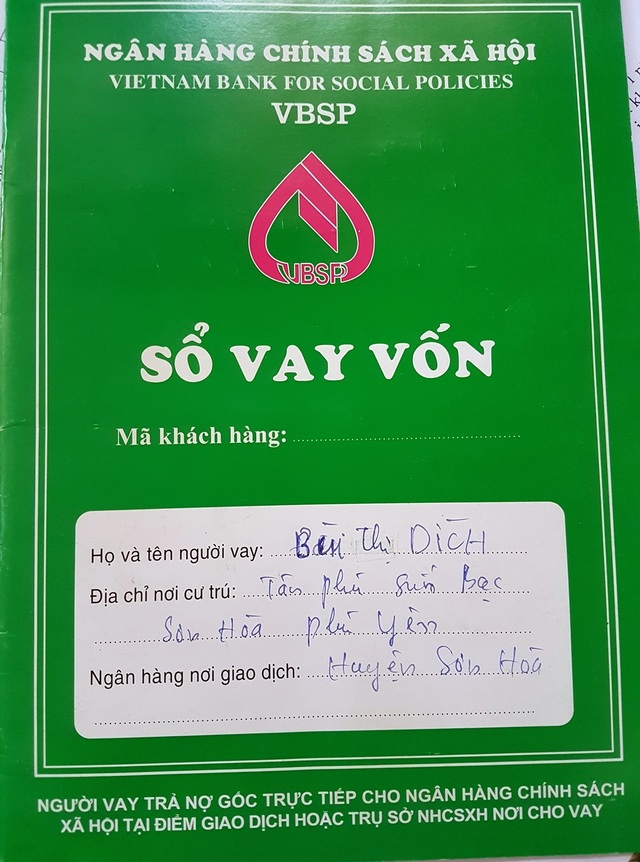 NGÂN HÀNG CHÍNH SÁCH XÃ HỘI
VIETNAM BANK FOR SOCIAL POLICIES
VBSP
VBSP
SỔ VAY VỐN
Mã khách hàng:
Họ và tên người vay: Thị DÌCH
Địa chỉ nơi cư trú: Tân phú Suối Bạc
Sơn Hòa phú Yên
Ngân hàng nơi giao dịch: Huyện Sơn Hoà
NGƯỜI VAY TRẢ NỢ GỐC TRỰC TIẾP CHO NGÂN HÀNG CHÍNH SÁCH
XÃ HỘI TẠI ĐIỂM GIAO DỊCH HOẶC TRỤ SỞ NHCSXH NƠI CHO VAY